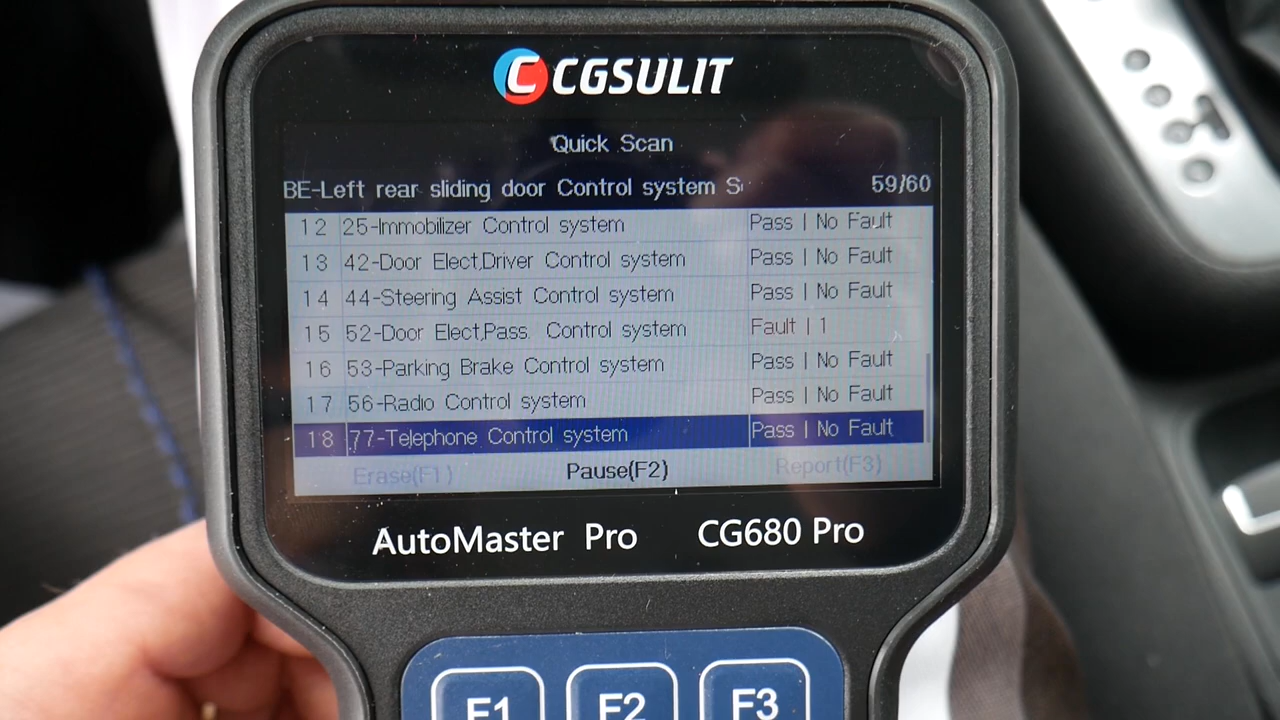 CGSULIT
Quick Scan
BE-Left rear sliding door Control system S 59/60
12 25-Immobilizer Control system Pass | No Fault
13 42-Door Elect,Driver Control system Pass | No Fault
14 44-Steering Assist Control system Pass | No Fault
15 52-Door Elect,Pass. Control system Fault | 1
16 53-Parking Brake Control system Pass | No Fault
17 56-Radio Control system Pass | No Fault
18 77-Telephone Control system Pass | No Fault
Erase(F1) Pause(F2) Report(F3)
AutoMaster Pro CG680 Pro
F1 F2 F3